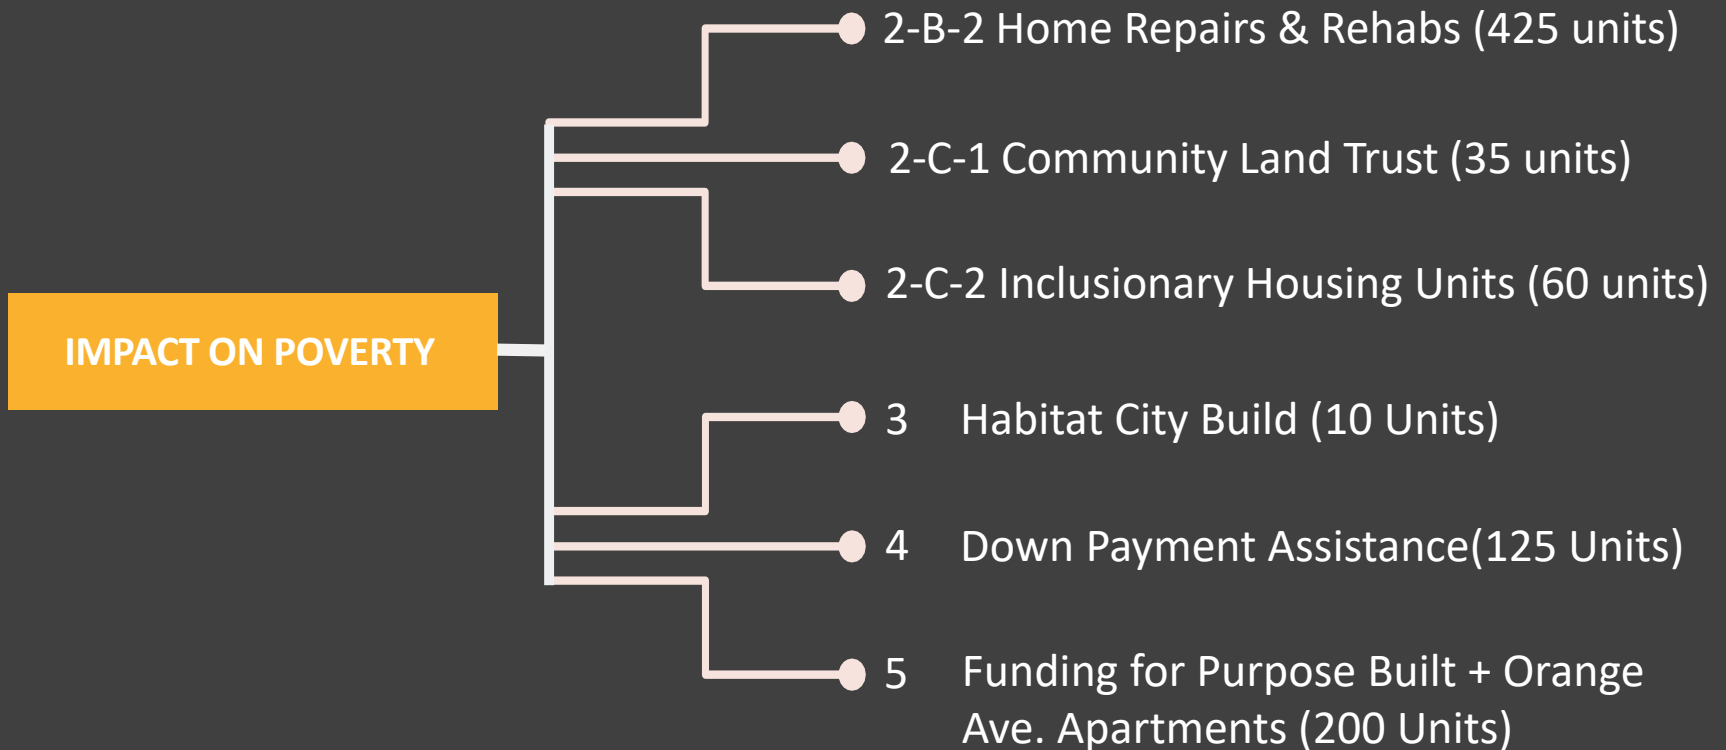 2-B-2 Home Repairs & Rehabs (425 units)
2-C-1 Community Land Trust (35 units)
2-C-2 Inclusionary Housing Units (60 units)
IMPACT ON POVERTY
3 Habitat City Build (10 Units)
4 Down Payment Assistance(125 Units)
5 Funding for Purpose Built + Orange
Ave. Apartments (200 Units)